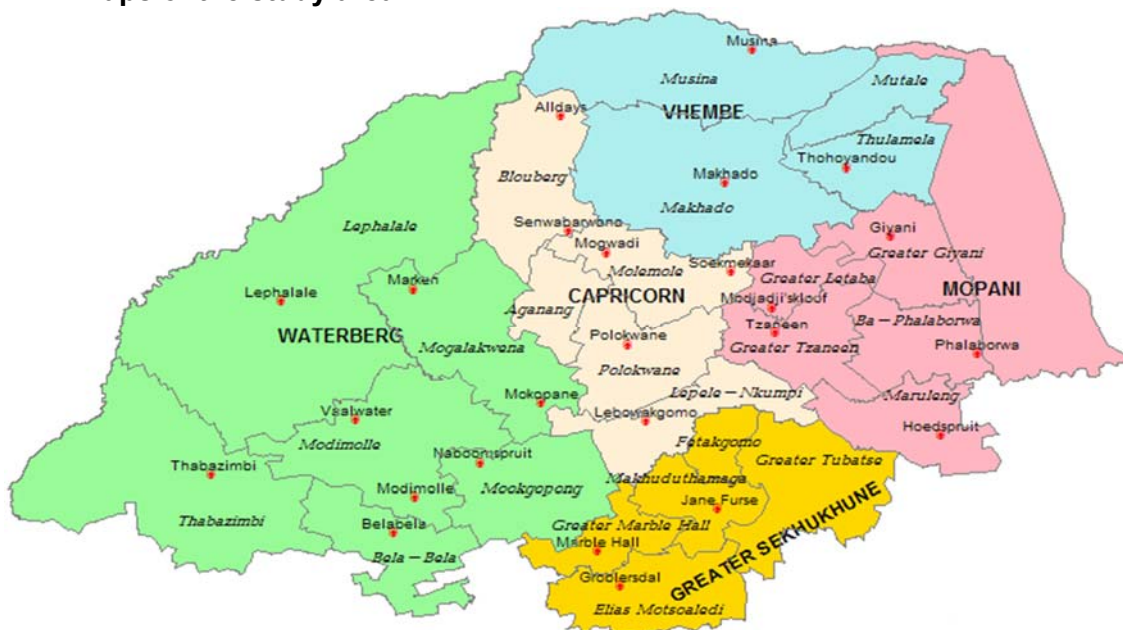 Musina
Musina
Mutale
Alldays
VHEMBE
Thulamela
Thohoyandou
Blouberg
Makhado
Makhado
Lephalale
Senwabarwono
Giyani
Mogwadi
Greater Giyani
Molemole
Soekmekaar
Greater Letaba
Marken
Lephalale
CAPRICORN
MOPANI
Aganang
Modjadji'sklouf
Ba-Phalaborwa
WATERBERG
Tzaneen
Mogalakwena
Polokwane
Greater Tzaneen
Phalaborwa
Polokwane
Lepele-Nkumpi
Maruleng
Mokopane
Vaalwater
Lebowakgomo
Hoedspruit
Modimolle
Fetakgomo
Naboomspruit
Greater Tubatse
Thabazimbi
Makhuduthamaga
Modimolle
Mookgopong
Jane Furse
Thabazimbi
Belabela
Greater Marble Hall
Marble Hall
Bela-Bela
GREATER SEKHUKHUNE
Groblersdal
Elias Motsoaledi